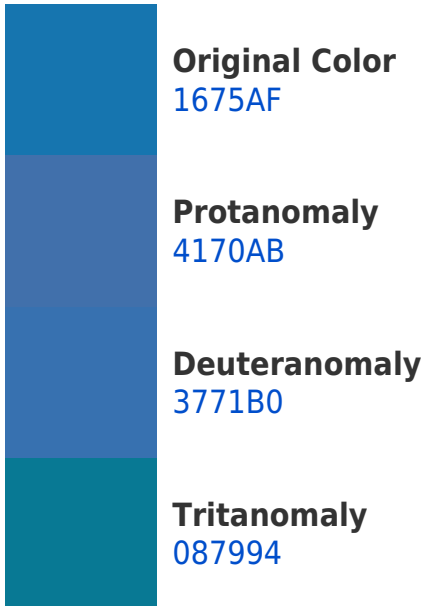 Original Color
1675AF
Protanomaly
4170AB
Deuteranomaly
3771B0
Tritanomaly
087994